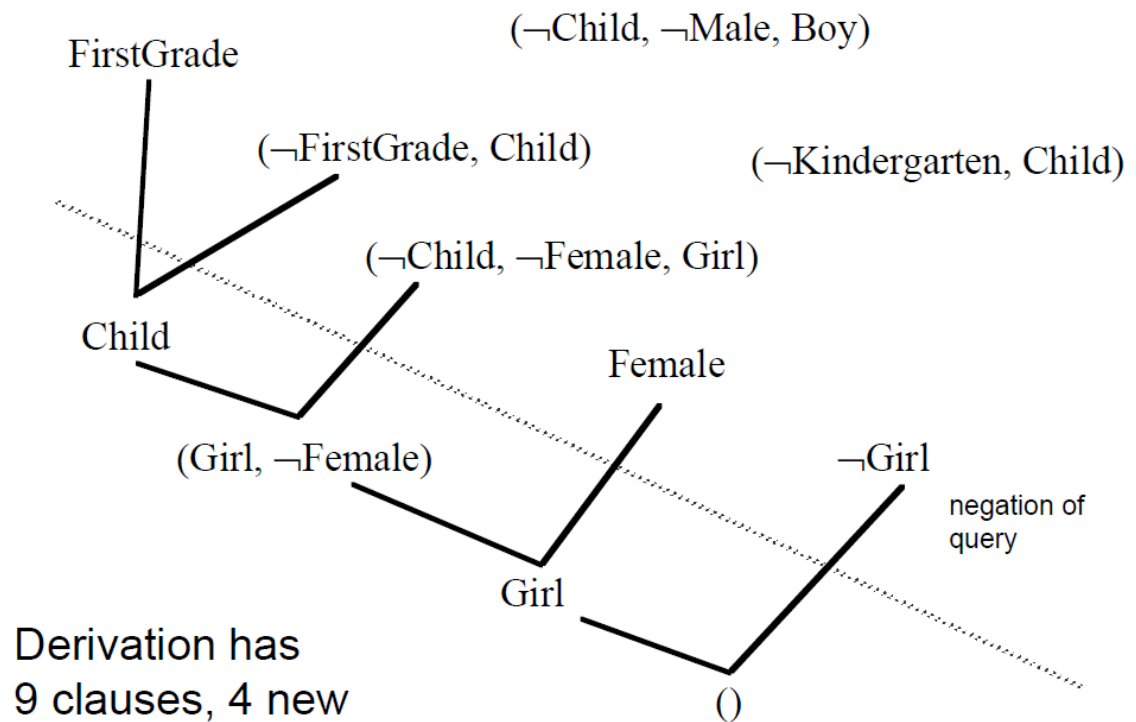 (¬Child, ¬Male, Boy)
FirstGrade
(¬FirstGrade, Child)
(¬Kindergarten, Child)
(¬Child, ¬Female, Girl)
Child
Female
(Girl, ¬Female)
¬Girl
negation of
query
Girl
Derivation has
9 clauses, 4 new
()